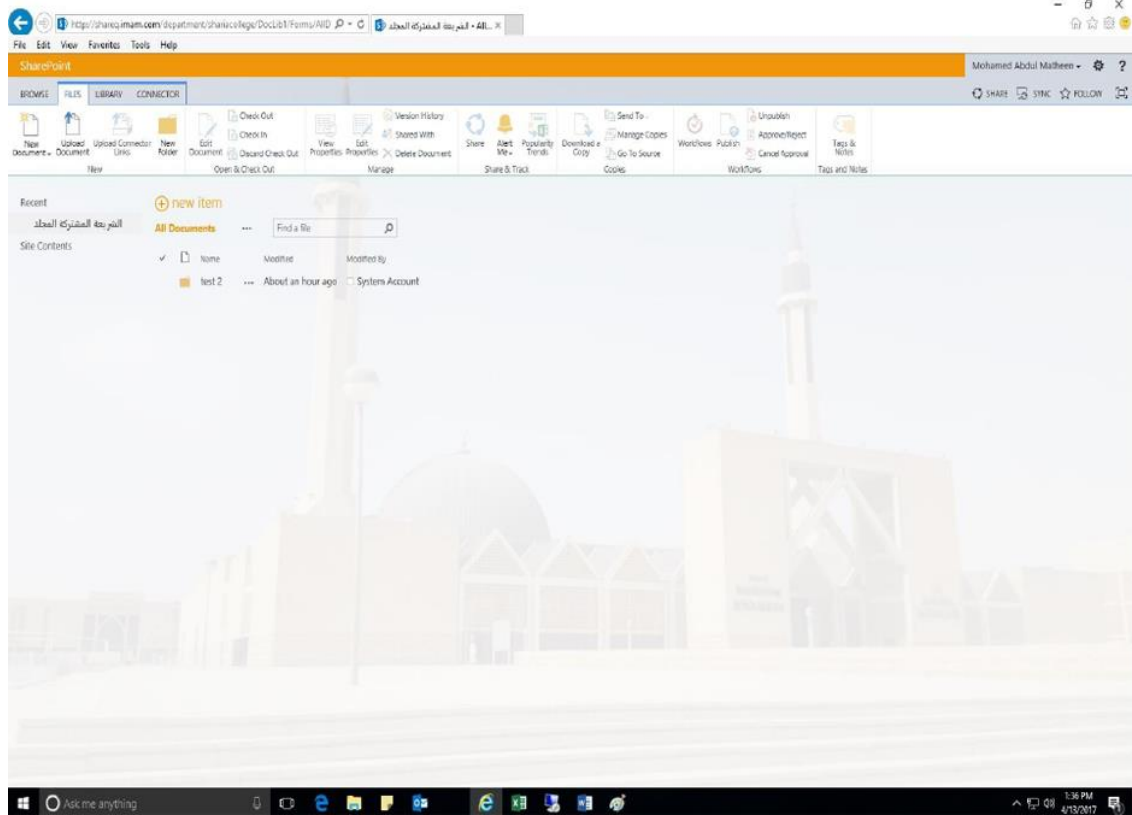 http://shareq.imam.com/department/shariacollege/DocLib1/Forms/AllD
الشريعة المشتركة المجلد - All...
File Edit View Favorites Tools Help
SharePoint
Mohamed Abdul Matheen
?
BROWSE FILES LIBRARY CONNECTOR
SHARE SYNC FOLLOW
New Document
Upload Document
Upload Connector Links
New Folder
New
Edit Document
Check Out
Check In
Discard Check Out
Open & Check Out
View Properties
Edit Properties
Version History
Shared With
Delete Document
Manage
Share
Alert Me
Popularity Trends
Share & Track
Download a Copy
Send To
Manage Copies
Go To Source
Copies
Workflows
Publish
Unpublish
Approve/Reject
Cancel Approval
Workflows
Tags & Notes
Tags and Notes
Recent
الشريعة المشتركة المجلد
Site Contents
new item
All Documents ... Find a file
Name Modified Modified By
test 2 ... About an hour ago System Account
Ask me anything
1:36 PM
4/13/2017